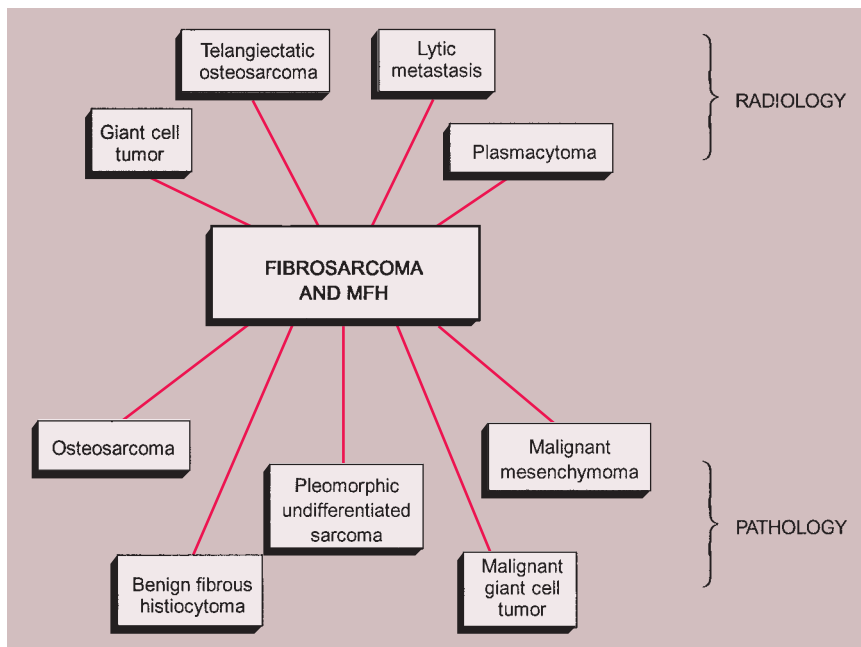 Telangiectatic
osteosarcoma
Lytic
metastasis
RADIOLOGY
Giant cell
tumor
Plasmacytoma
FIBROSARCOMA
AND MFH
Osteosarcoma
Malignant
mesenchymoma
Pleomorphic
undifferentiated
sarcoma
PATHOLOGY
Benign fibrous
histiocytoma
Malignant
giant cell
tumor